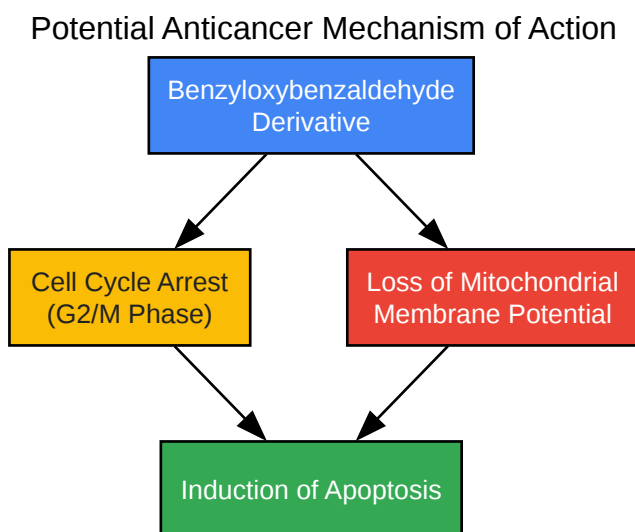 Potential Anticancer Mechanism of Action
Benzyloxybenzaldehyde
Derivative
Cell Cycle Arrest
(G2/M Phase)
Loss of Mitochondrial
Membrane Potential
Induction of Apoptosis